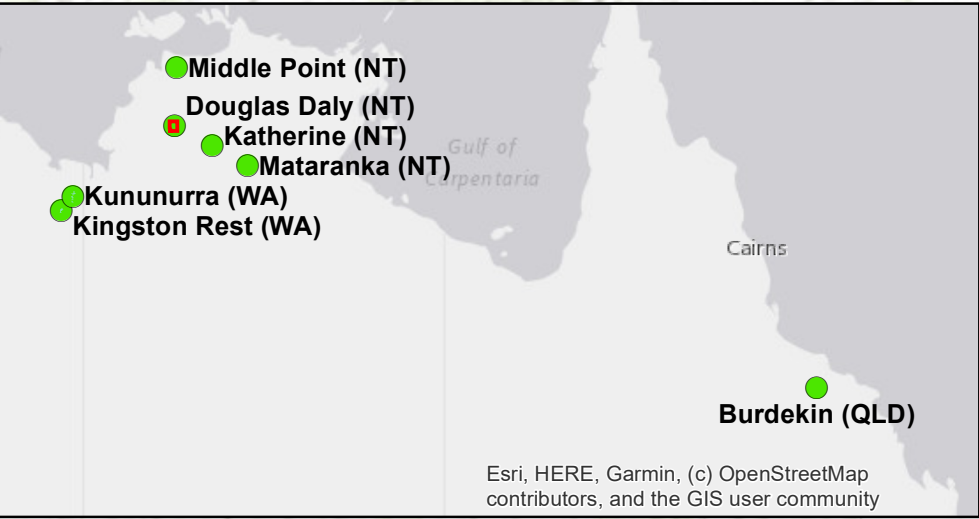 Middle Point (NT)
Douglas Daly (NT)
Katherine (NT)
Gulf of
Carpentaria
Mataranka (NT)
Kununurra (WA)
Kingston Rest (WA)
Cairns
Burdekin (QLD)
Esri, HERE, Garmin, (c) OpenStreetMap
contributors, and the GIS user community